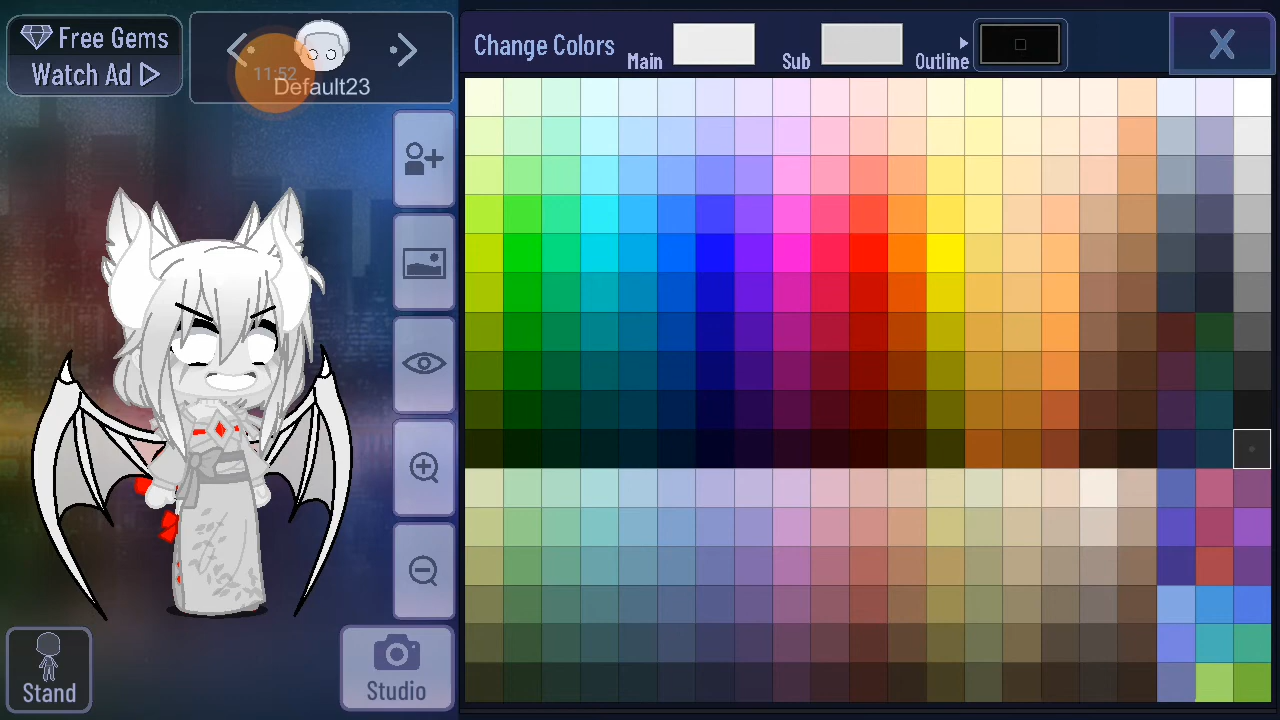 Free Gems
Watch Ad
11:52
Default23
Change Colors
Main
Sub
Outline
X
Stand
Studio